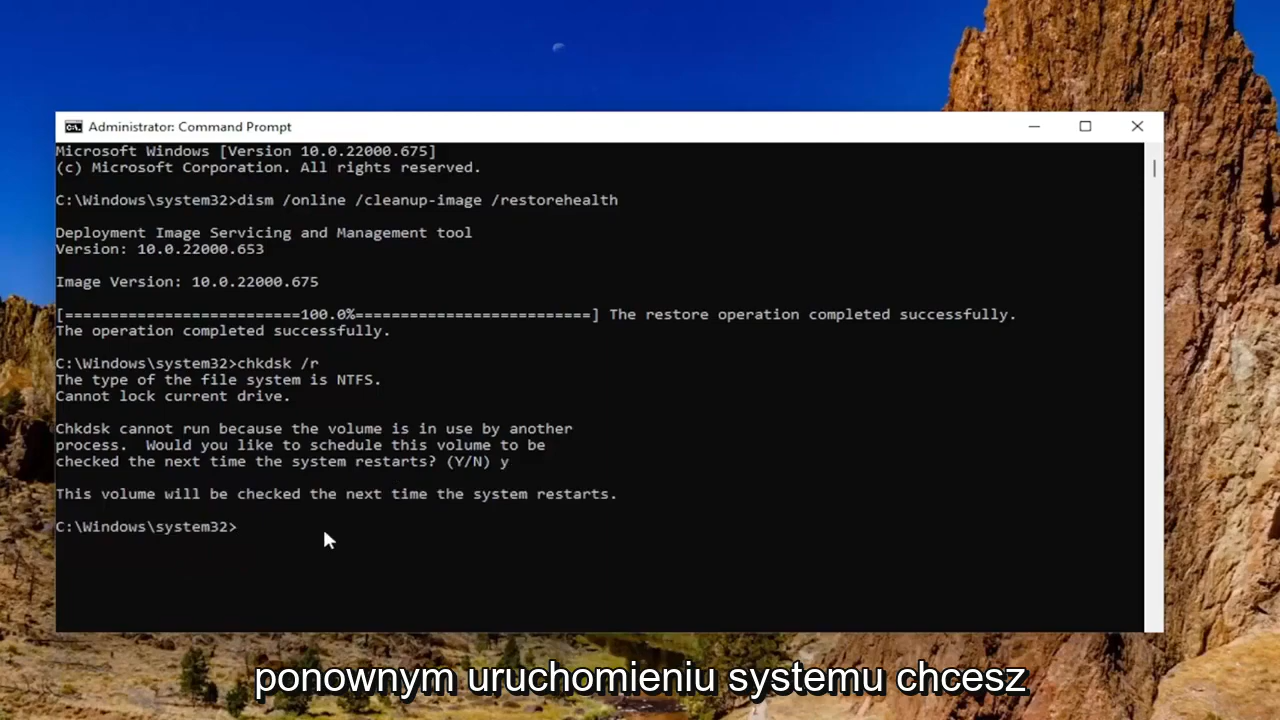 Administrator: Command Prompt
Microsoft Windows [Version 10.0.22000.675]
(c) Microsoft Corporation. All rights reserved.
C:\Windows\system32>dism /online /cleanup-image /restorehealth
Deployment Image Servicing and Management tool
Version: 10.0.22000.653
Image Version: 10.0.22000.675
[==========================100.0%==========================] The restore operation completed successfully.
The operation completed successfully.
C:\Windows\system32>chkdsk /r
The type of the file system is NTFS.
Cannot lock current drive.
Chkdsk cannot run because the volume is in use by another
process.  Would you like to schedule this volume to be
checked the next time the system restarts? (Y/N) y
This volume will be checked the next time the system restarts.
C:\Windows\system32>
ponownym uruchomieniu systemu chcesz